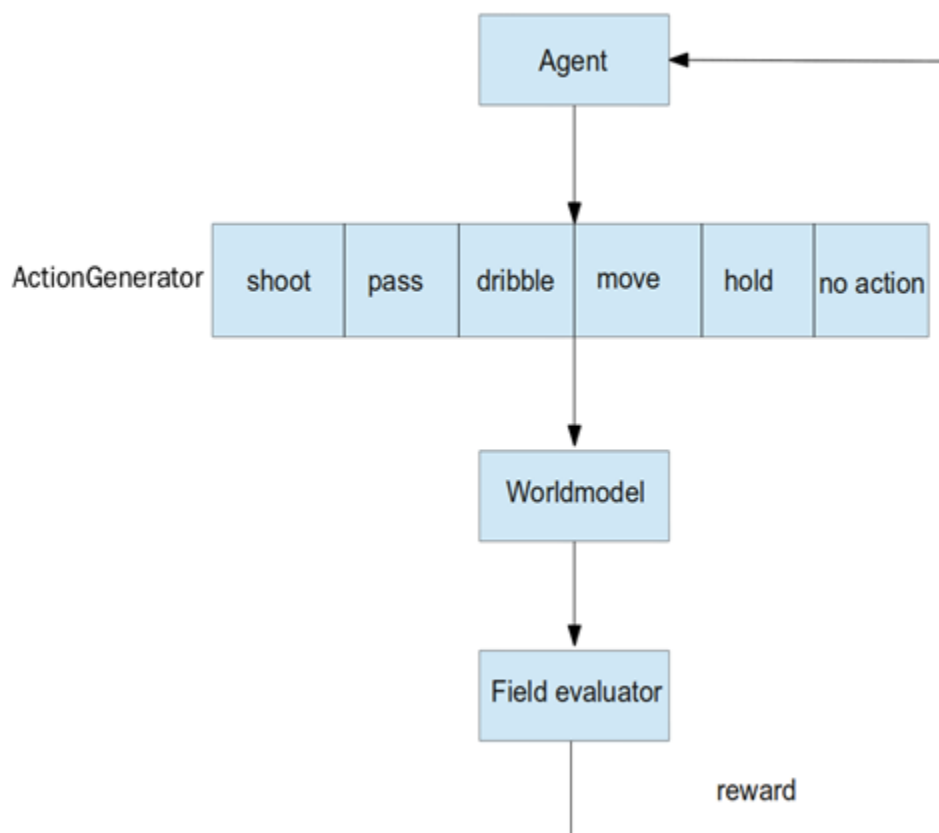 Agent
ActionGenerator
shoot
pass
dribble
move
hold
no action
Worldmodel
Field evaluator
reward